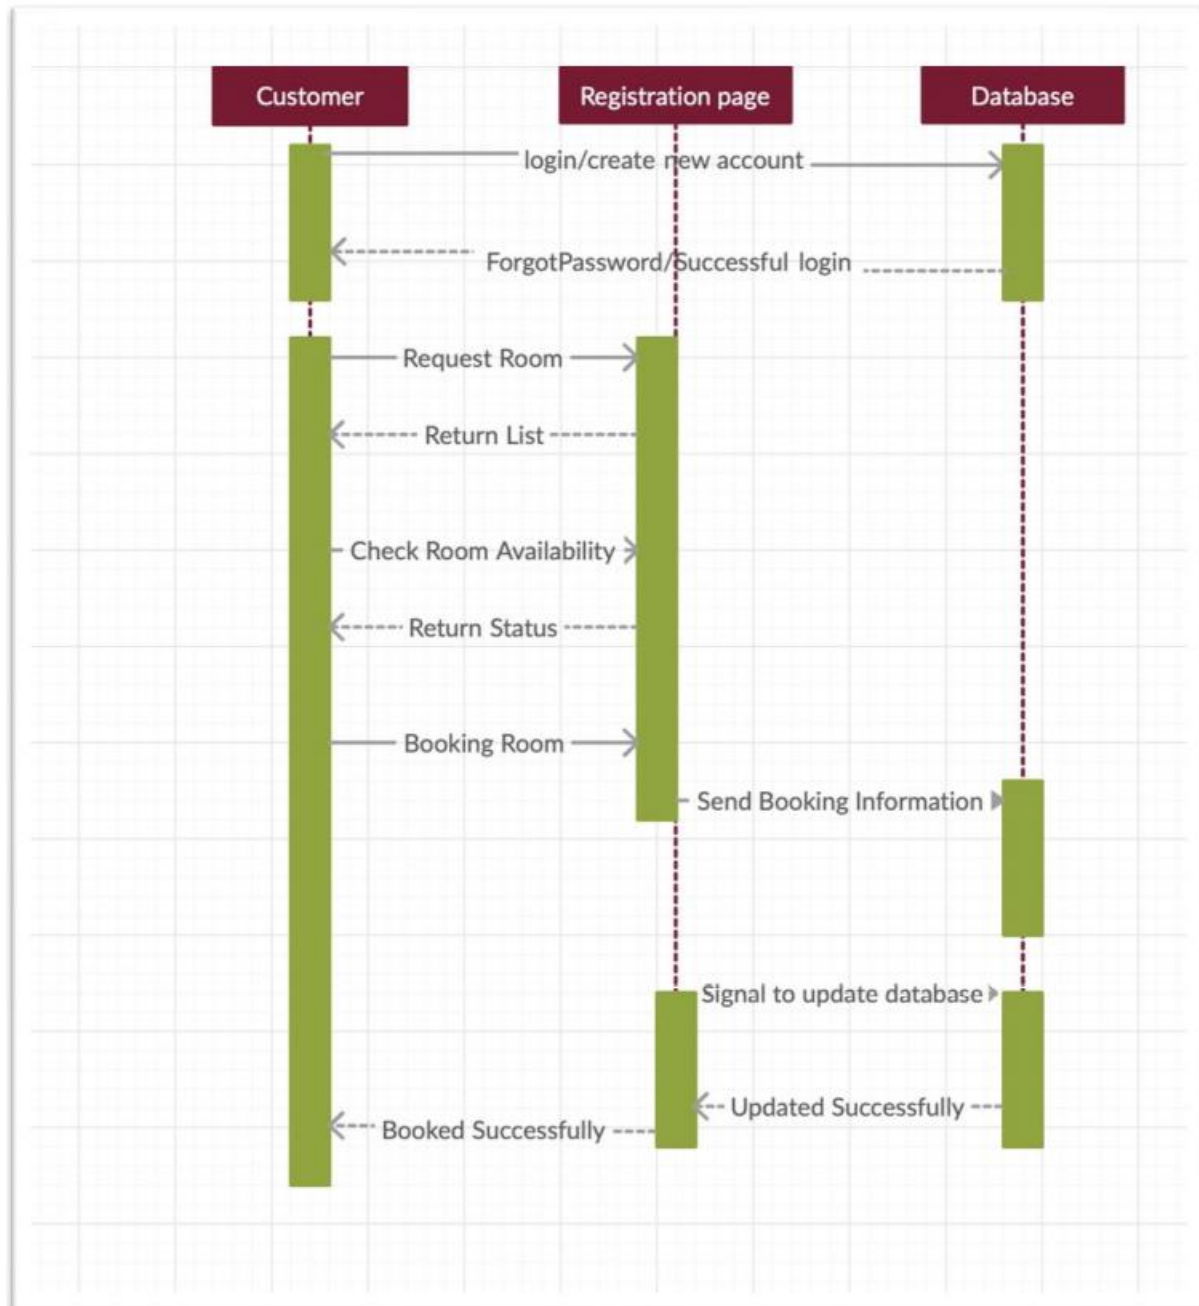 Customer
Registration page
Database
login/create new account
ForgotPassword/Successful login
Request Room
Return List
Check Room Availability
Return Status
Booking Room
Send Booking Information
Signal to update database
Updated Successfully
Booked Successfully